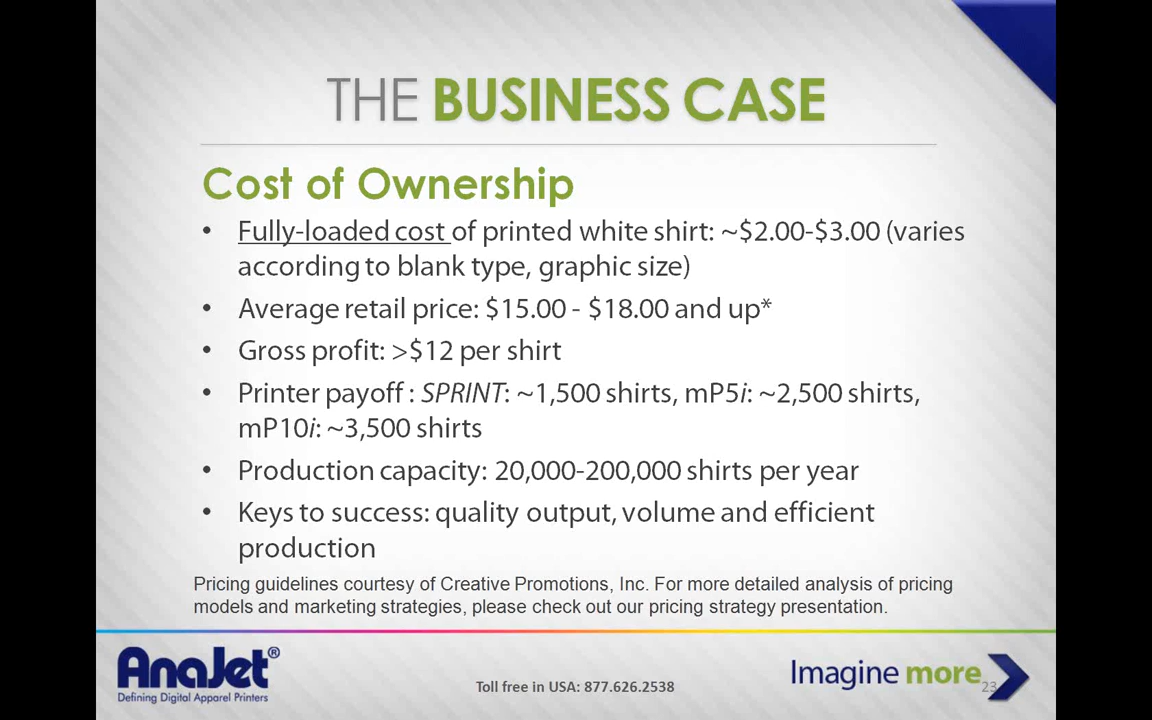 THE BUSINESS CASE
Cost of Ownership
• Fully-loaded cost of printed white shirt: ~$2.00-$3.00 (varies
according to blank type, graphic size)
• Average retail price: $15.00 - $18.00 and up*
• Gross profit: >$12 per shirt
• Printer payoff : SPRINT: ~1,500 shirts, mP5i: ~2,500 shirts,
mP10i: ~3,500 shirts
• Production capacity: 20,000-200,000 shirts per year
• Keys to success: quality output, volume and efficient
production
Pricing guidelines courtesy of Creative Promotions, Inc. For more detailed analysis of pricing
models and marketing strategies, please check out our pricing strategy presentation.
AnaJet®
Defining Digital Apparel Printers
Toll free in USA: 877.626.2538
Imagine more
23